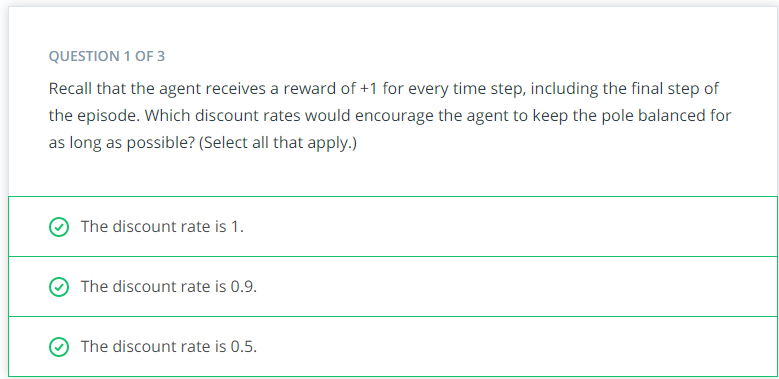 QUESTION 1 OF 3
Recall that the agent receives a reward of +1 for every time step, including the final step of
the episode. Which discount rates would encourage the agent to keep the pole balanced for
as long as possible? (Select all that apply.)
The discount rate is 1.
The discount rate is 0.9.
The discount rate is 0.5.